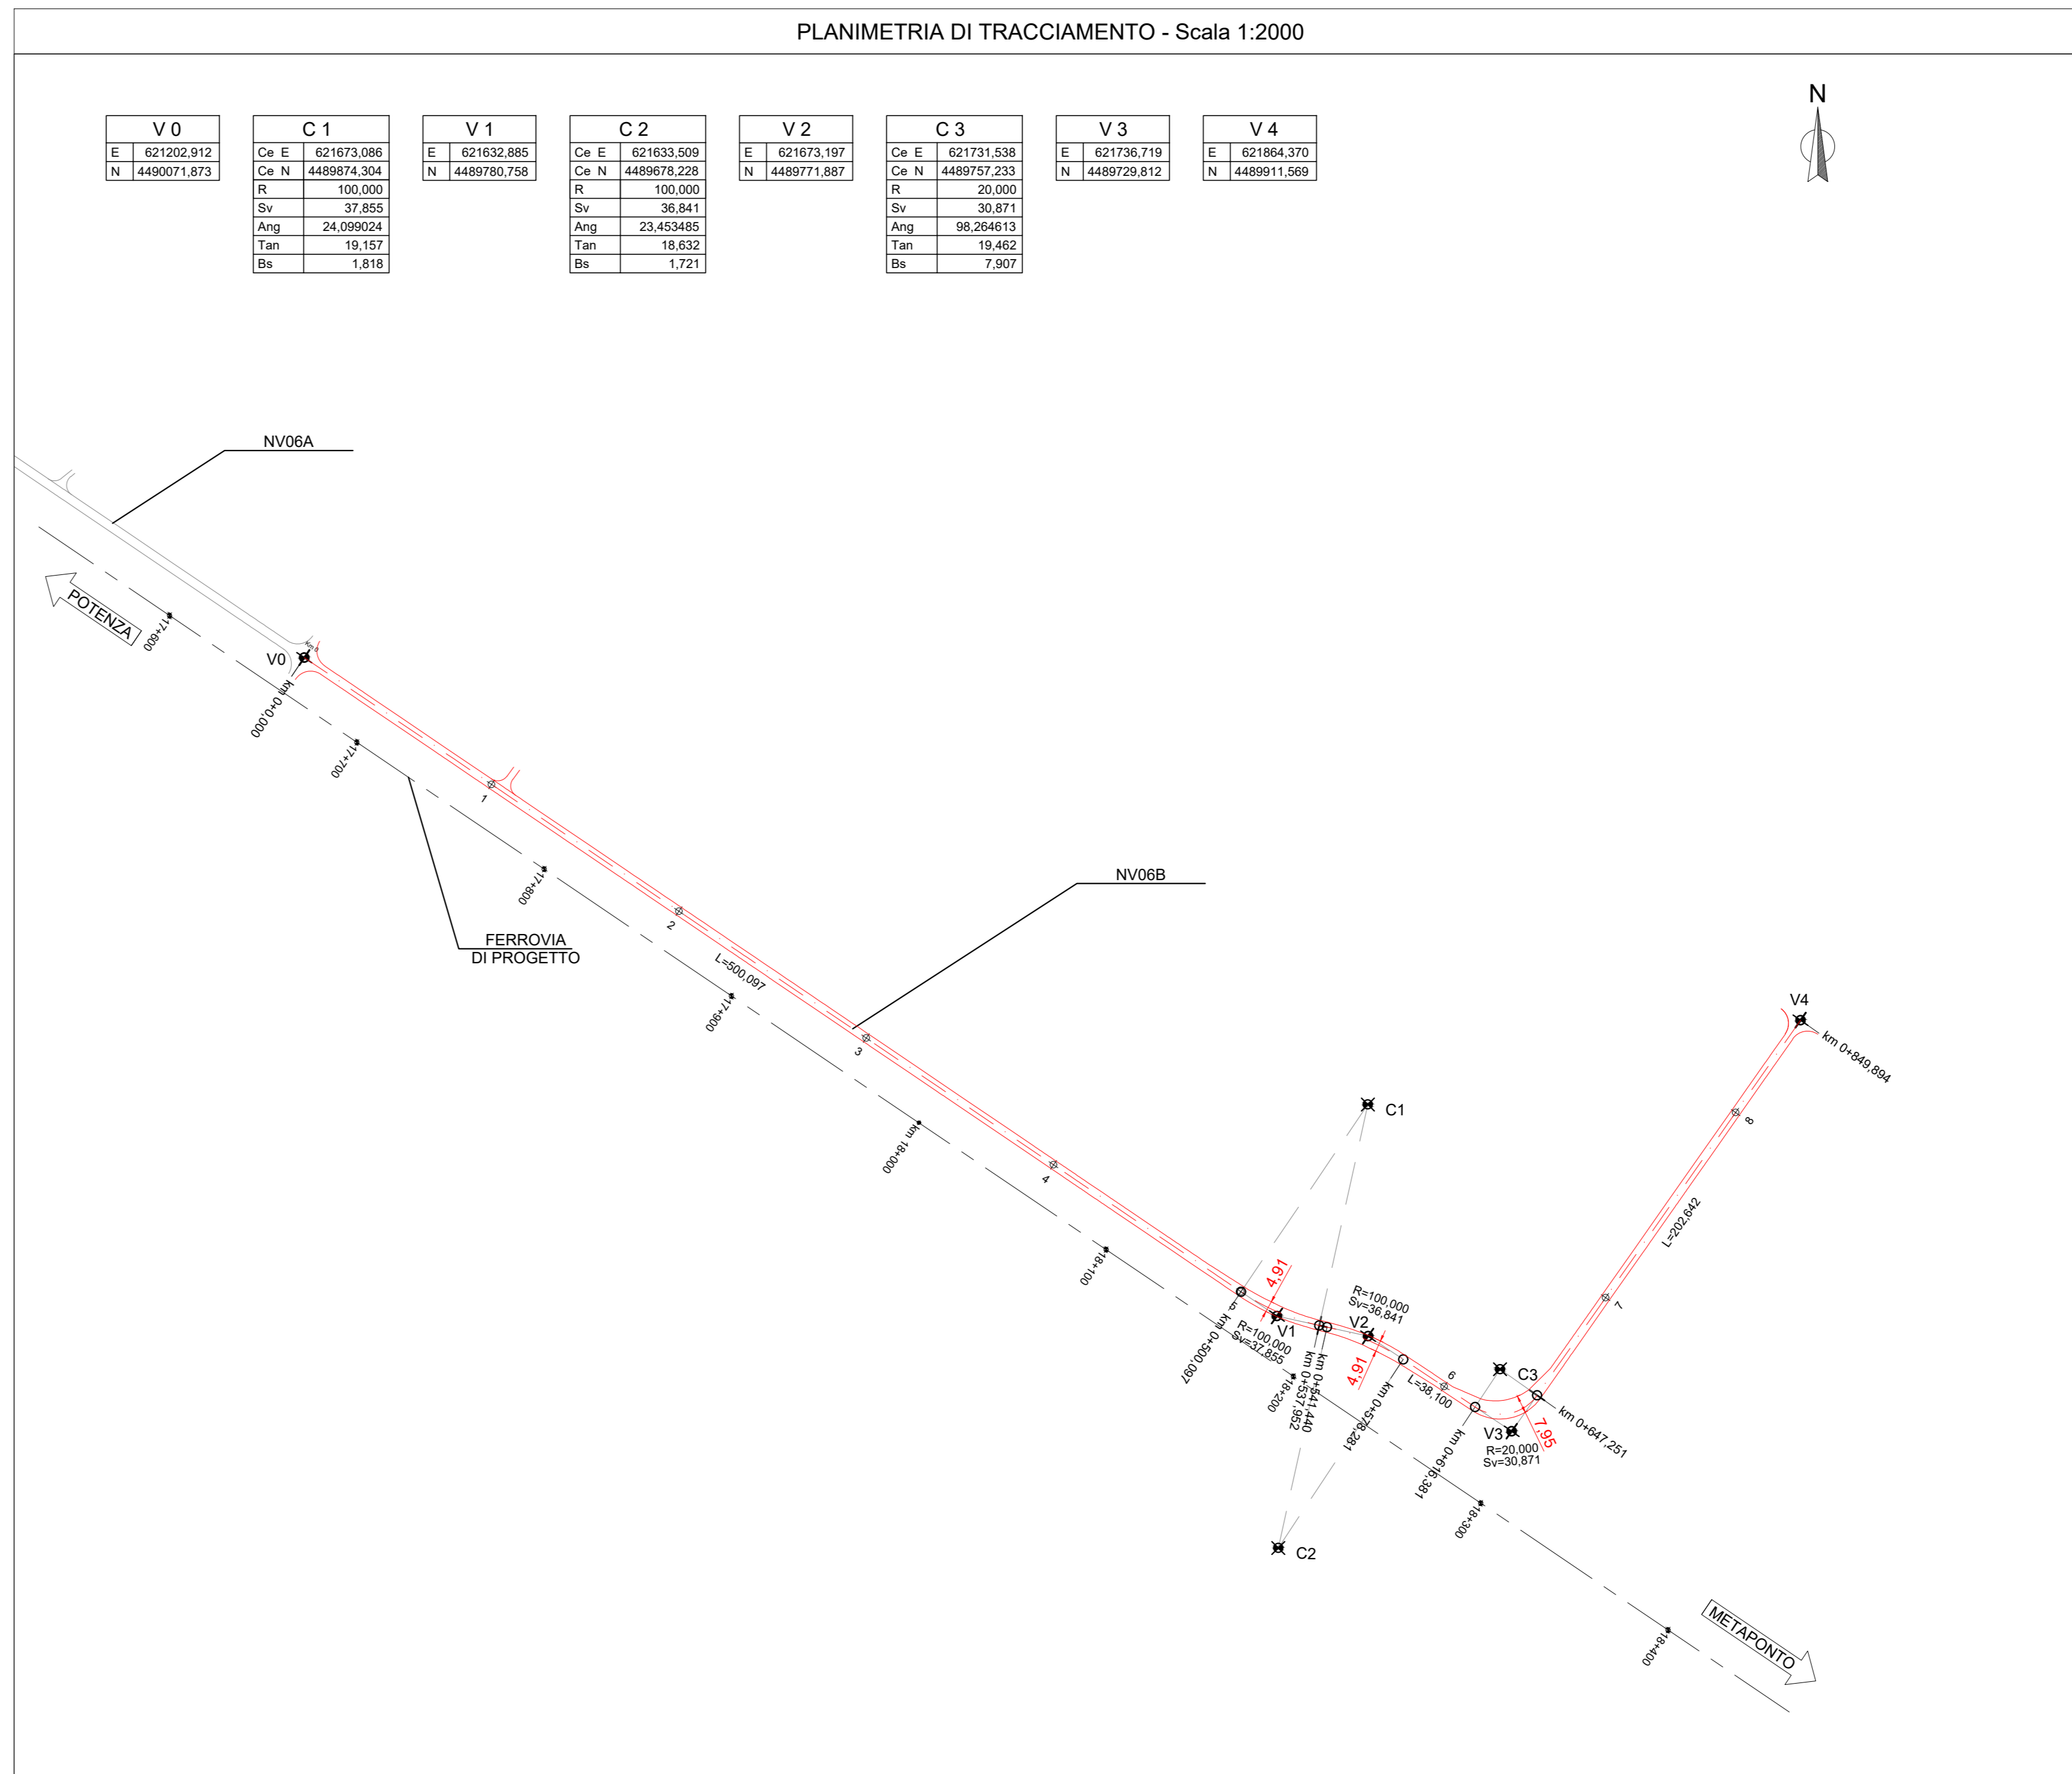 PLANIMETRIA DI TRACCIAMENTO - Scala 1:2000
N
V 0
E 621202,912
N 4490071,873
C 1
Ce E 621673,086
Ce N 4489874,304
R 100,000
Sv 37,855
Ang 24,099024
Tan 19,157
Bs 1,818
V 1
E 621632,885
N 4489780,758
C 2
Ce E 621633,509
Ce N 4489678,228
R 100,000
Sv 36,841
Ang 23,453485
Tan 18,632
Bs 1,721
V 2
E 621673,197
N 4489771,887
C 3
Ce E 621731,538
Ce N 4489757,233
R 20,000
Sv 30,871
Ang 98,264613
Tan 19,462
Bs 7,907
V 3
E 621736,719
N 4489729,812
V 4
E 621864,370
N 4489911,569
NV06A
POTENZA
17+600
V0
Km 0
km 0+0,000
17+700
1
17+800
FERROVIA
DI PROGETTO
2
L=500,097
17+900
NV06B
3
km 18+000
4
18+100
C1
V4
km 0+849,894
8
L=202,642
7
5
4,91
V1
R=100,000
Sv=37,855
km 0+500,097
R=100,000
Sv=36,841
V2
4,91
km 0+541,440
km 0+537,952
18+200
km 0+578,281
L=38,100
6
C3
km 0+647,251
7,95
V3
R=20,000
Sv=30,871
km 0+616,381
18+300
C2
18+400
METAPONTO